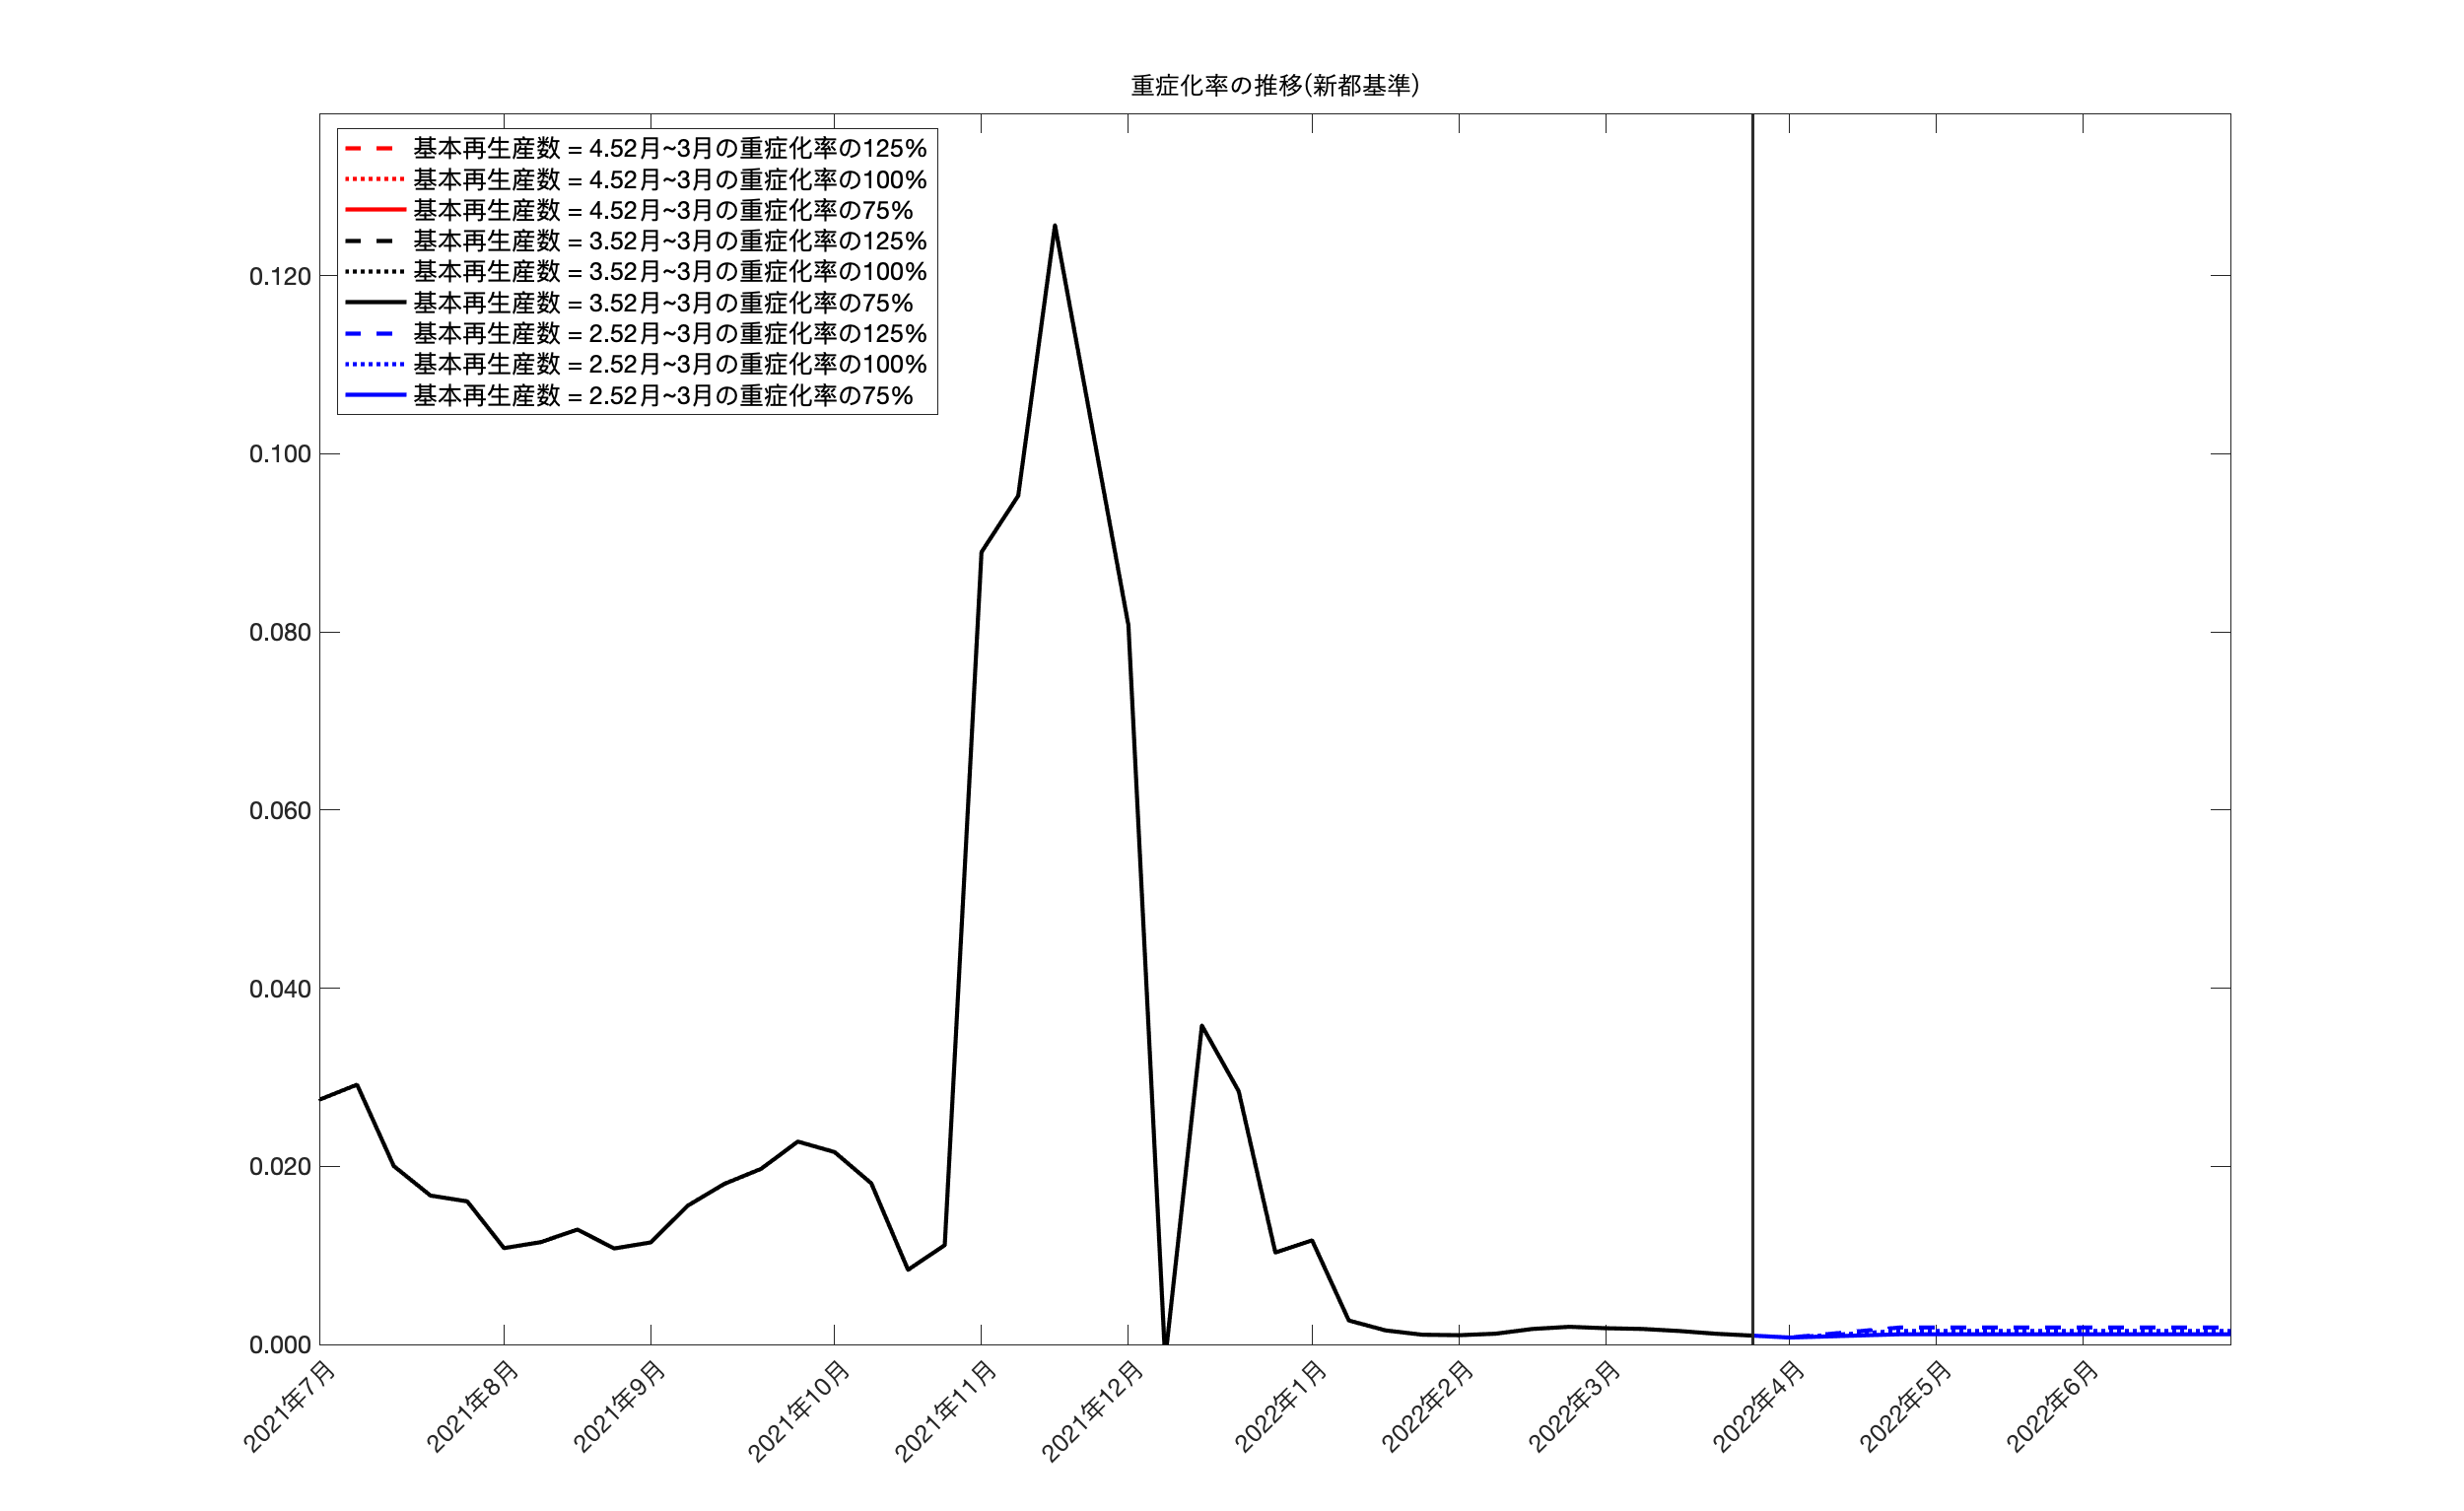 重症化率の推移(新都基準)
基本再生産数 = 4.52月~3月の重症化率の125%
基本再生産数 = 4.52月~3月の重症化率の100%
基本再生産数 = 4.52月~3月の重症化率の75%
基本再生産数 = 3.52月~3月の重症化率の125%
基本再生産数 = 3.52月~3月の重症化率の100%
基本再生産数 = 3.52月~3月の重症化率の75%
基本再生産数 = 2.52月~3月の重症化率の125%
基本再生産数 = 2.52月~3月の重症化率の100%
基本再生産数 = 2.52月~3月の重症化率の75%
0.120
0.100
0.080
0.060
0.040
0.020
0.000
2021年7月
2021年8月
2021年9月
2021年10月
2021年11月
2021年12月
2022年1月
2022年2月
2022年3月
2022年4月
2022年5月
2022年6月